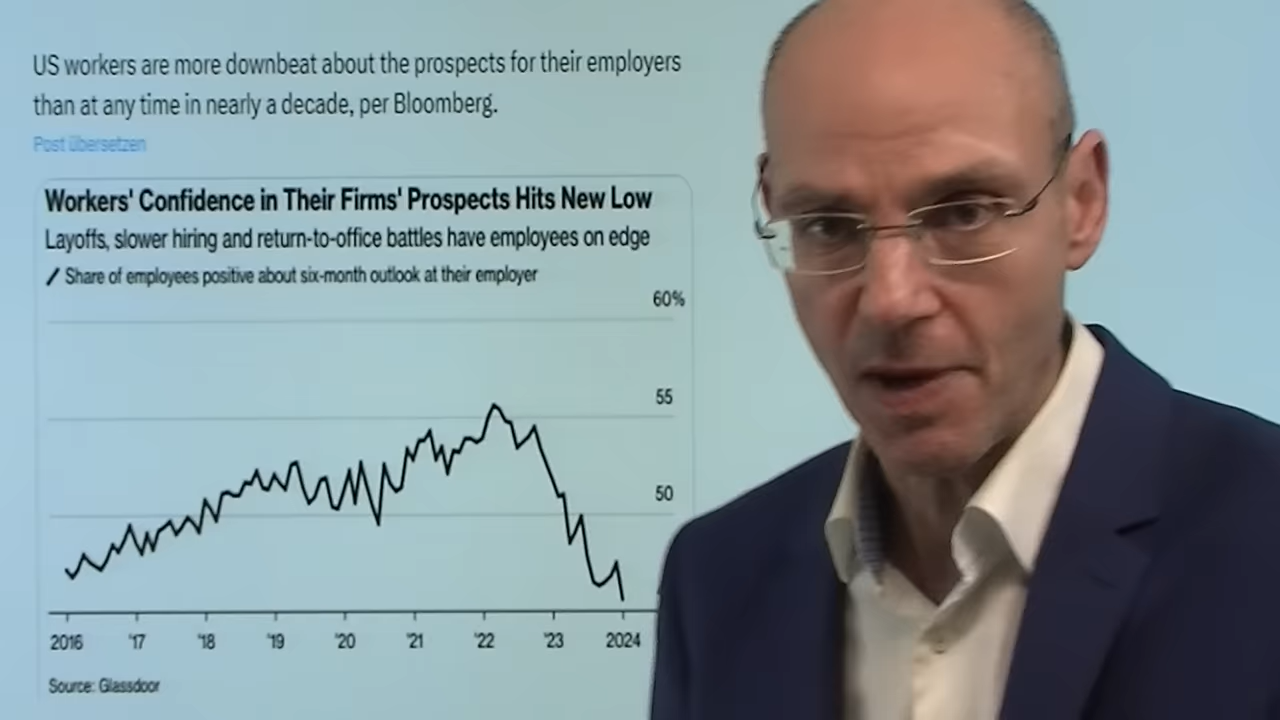 US workers are more downbeat about the prospects for their employers
than at any time in nearly a decade, per Bloomberg.
Post übersetzen
Workers' Confidence in Their Firms' Prospects Hits New Low
Layoffs, slower hiring and return-to-office battles have employees on edge
Share of employees positive about six-month outlook at their employer
60%
55
50
2016 '17 '18 '19 '20 '21 '22 '23 2024
Source: Glassdoor